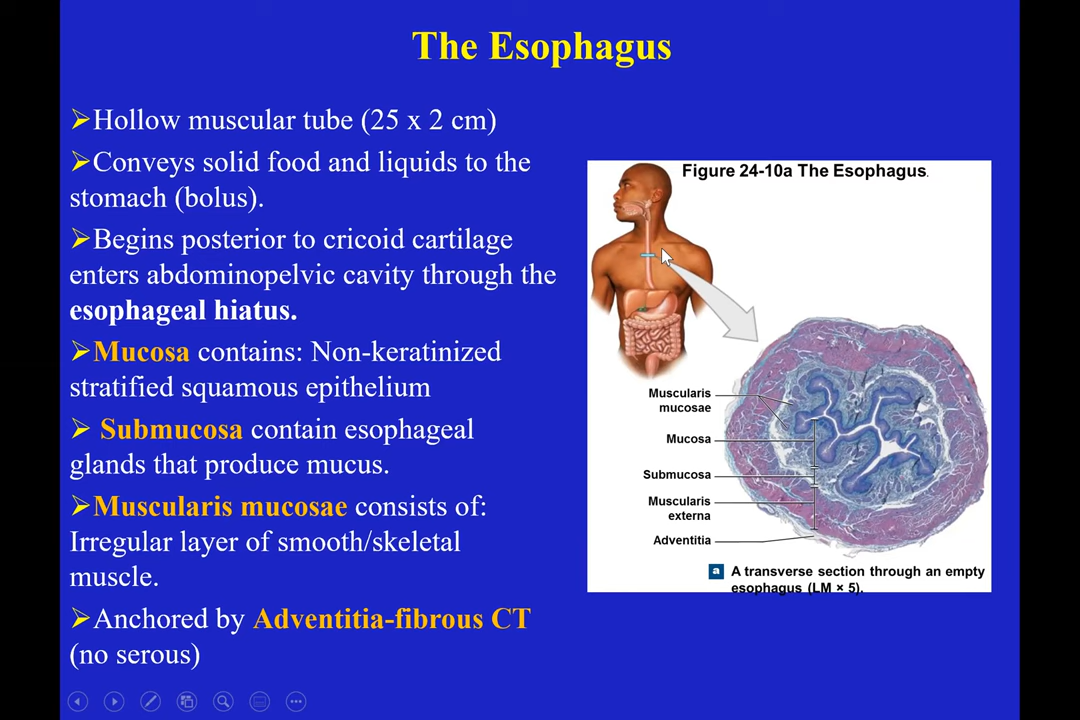 The Esophagus
➢Hollow muscular tube (25 x 2 cm)
➢Conveys solid food and liquids to the
stomach (bolus).
➢Begins posterior to cricoid cartilage
enters abdominopelvic cavity through the
esophageal hiatus.
➢Mucosa contains: Non-keratinized
stratified squamous epithelium
➢ Submucosa contain esophageal
glands that produce mucus.
➢Muscularis mucosae consists of:
Irregular layer of smooth/skeletal
muscle.
➢Anchored by Adventitia-fibrous CT
(no serous)
Figure 24-10a The Esophagus.
Muscularis
mucosae
Mucosa
Submucosa
Muscularis
externa
Adventitia
a A transverse section through an empty
esophagus (LM × 5).